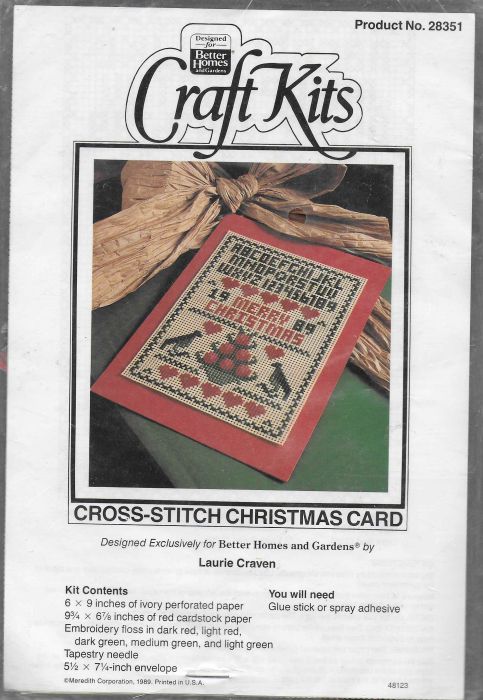 Product No. 28351
Designed
for
Better
Homes
and Gardens
Craft Kits
ABCDEFGHIJKL
MNOPQRSTUV
WXYZ
MERRY 89
CHRISTMAS
CROSS-STITCH CHRISTMAS CARD
Designed Exclusively for Better Homes and Gardens® by
Laurie Craven
Kit Contents
6 × 9 inches of ivory perforated paper
9¾ × 6⅞ inches of red cardstock paper
Embroidery floss in dark red, light red,
dark green, medium green, and light green
Tapestry needle
5½ × 7¼-inch envelope
You will need
Glue stick or spray adhesive
©Meredith Corporation, 1989. Printed in U.S.A.
48123